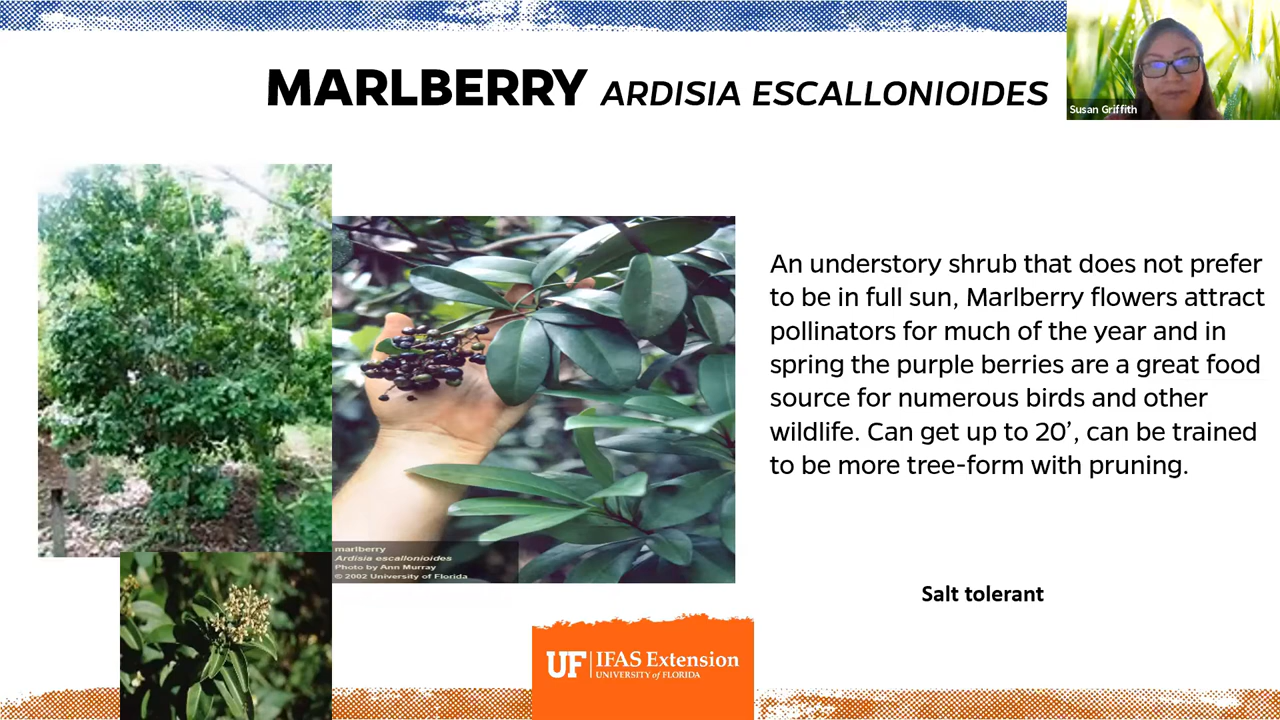 MARLBERRY ARDISIA ESCALLONIOIDES
Susan Griffith
An understory shrub that does not prefer
to be in full sun, Marlberry flowers attract
pollinators for much of the year and in
spring the purple berries are a great food
source for numerous birds and other
wildlife. Can get up to 20’, can be trained
to be more tree-form with pruning.
marlberry
Ardisia escallonioides
Photo by Ann Murray
© 2002 University of Florida
Salt tolerant
UF IFAS Extension
UNIVERSITY of FLORIDA